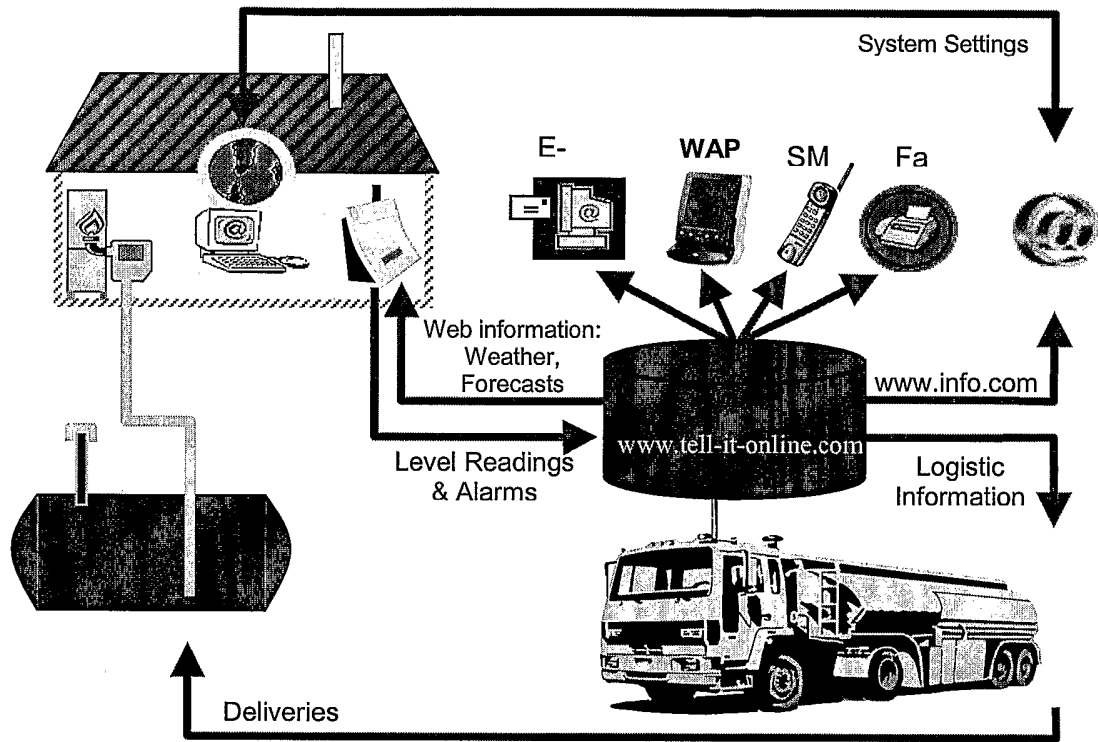 System Settings
E-
WAP
SM
Fa
@
@
@
Web information:
Weather,
Forecasts
www.info.com
www.tell-it-online.com
Level Readings
& Alarms
Logistic
Information
Deliveries